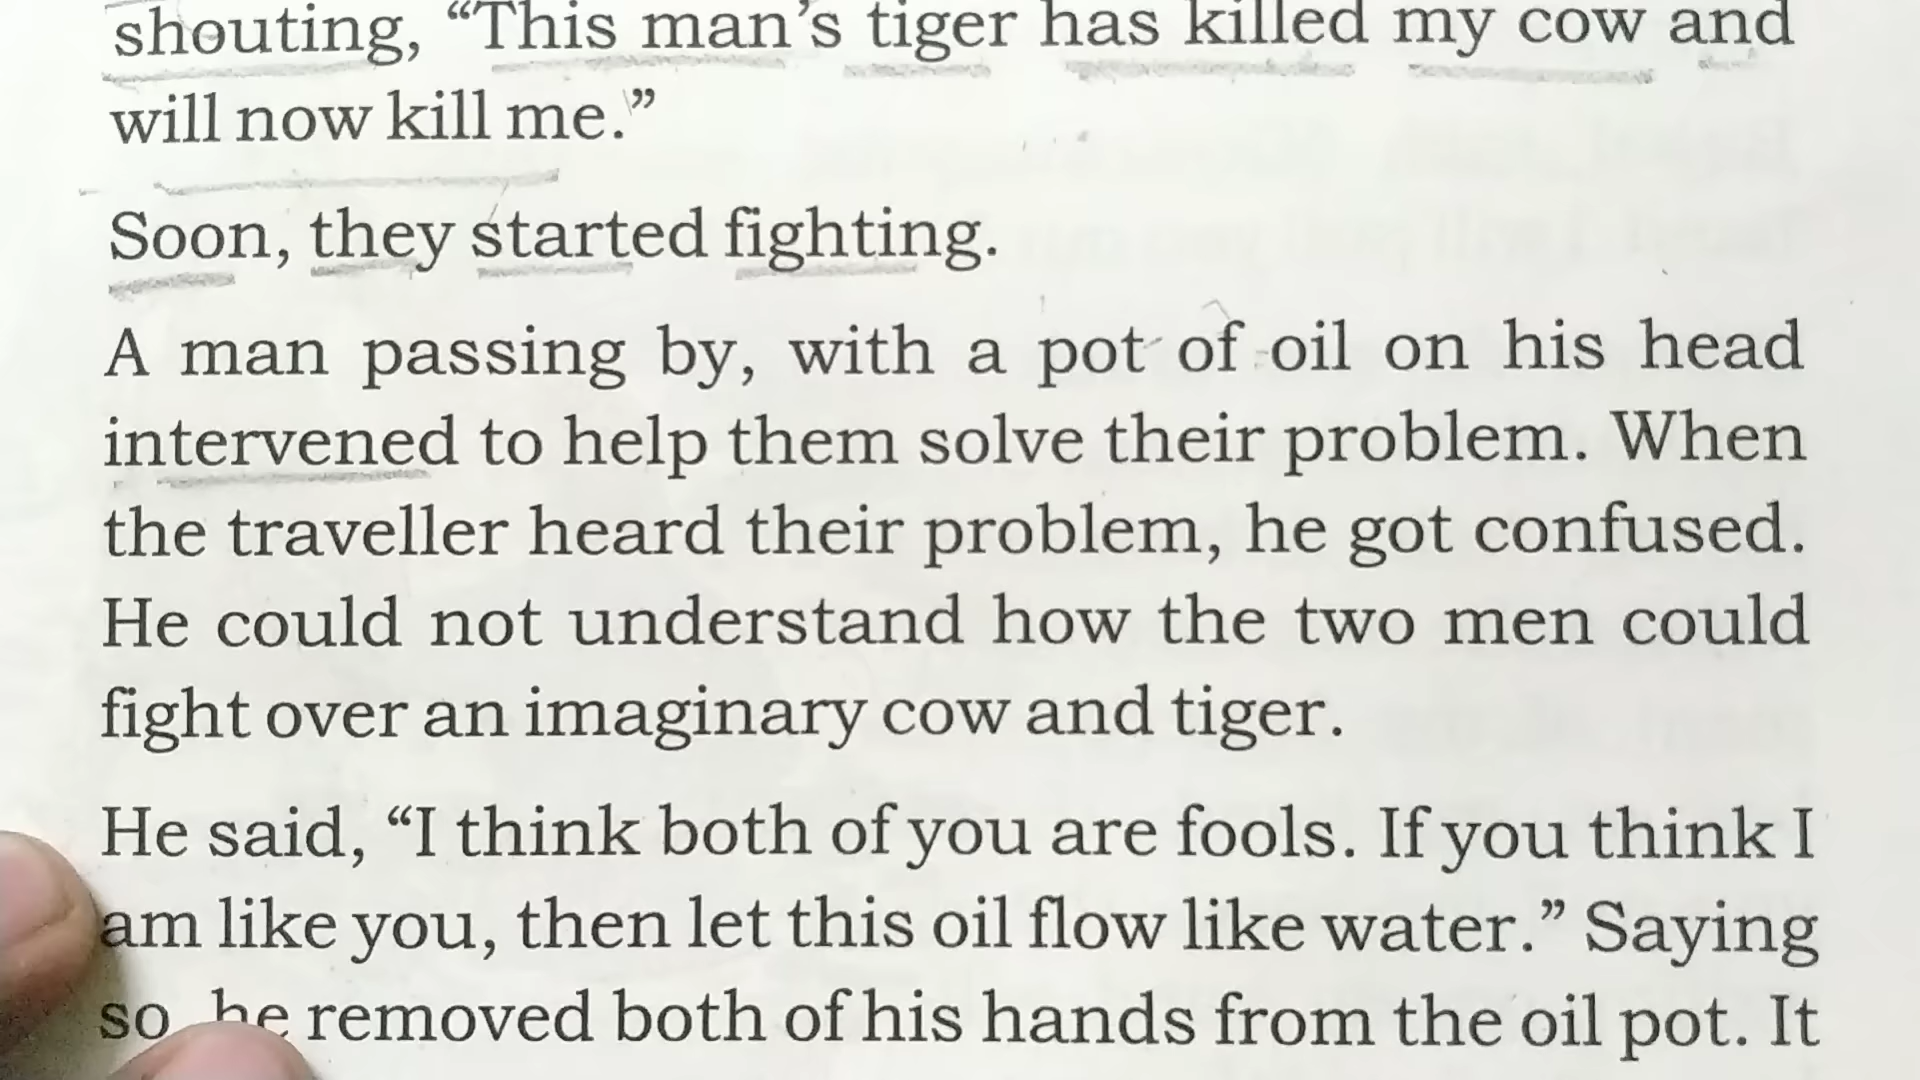 shouting, “This man’s tiger has killed my cow and
will now kill me.”
Soon, they started fighting.
A man passing by, with a pot of oil on his head
intervened to help them solve their problem. When
the traveller heard their problem, he got confused.
He could not understand how the two men could
fight over an imaginary cow and tiger.
He said, “I think both of you are fools. If you think I
am like you, then let this oil flow like water.” Saying
so he removed both of his hands from the oil pot. It